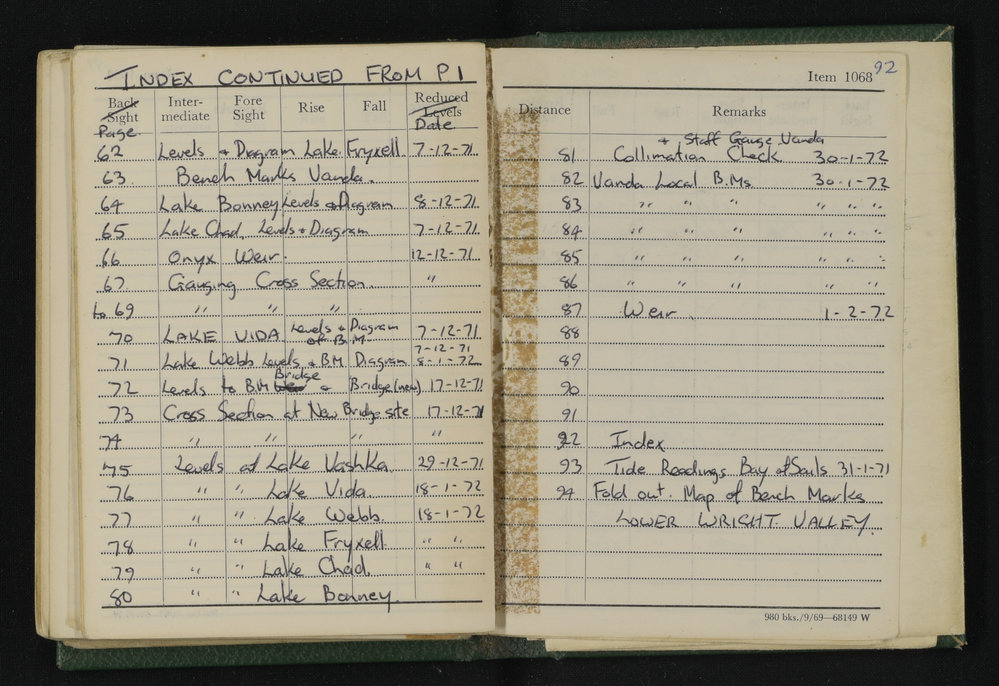 INDEX CONTINUED FROM P.1
Back Sight Inter-mediate Fore Sight Rise Fall Reduced Levels
Page Date
62 Levels + Diagram Lake Fryxell 7-12-71
63 Bench Marks Vanda.
64 Lake Bonney Levels & Diagram 8-12-71
65 Lake Chad, Levels + Diagram 7-12-71
66 Onyx Weir. 12-12-71
67 Gauging Cross Section. "
to 69 " " "
70 LAKE VIDA Levels + Diagram of B.M. 7-12-71
7-12-71
71 Lake Webb Levels + BM Diagram 8-1-72
Bridge
72 Levels to BM & Bridge (new) 17-12-71
73 Cross Section at New Bridge site 17-12-71
74 " " " "
75 Levels at Lake Vashka 29-12-71
76 " " Lake Vida 18-1-72
77 " " Lake Webb 18-1-72
78 " " Lake Fryxell " "
79 " " Lake Chad. " "
80 " " Lake Bonney.
92
Item 1068
Distance Remarks
+ Staff Gauge Vanda
81 Collimation Check 30-1-72
82 Vanda Local B.Ms 30-1-72
83 " " " " " "
84 " " " " " "
85 " " " " " "
86 " " " " " "
87 Weir 1-2-72
88
89
90
91
92 Index
93 Tide Readings Bay of Sails 31-1-71
94 Fold out. Map of Bench Marks
LOWER WRIGHT VALLEY.
980 bks./9/69—68149 W